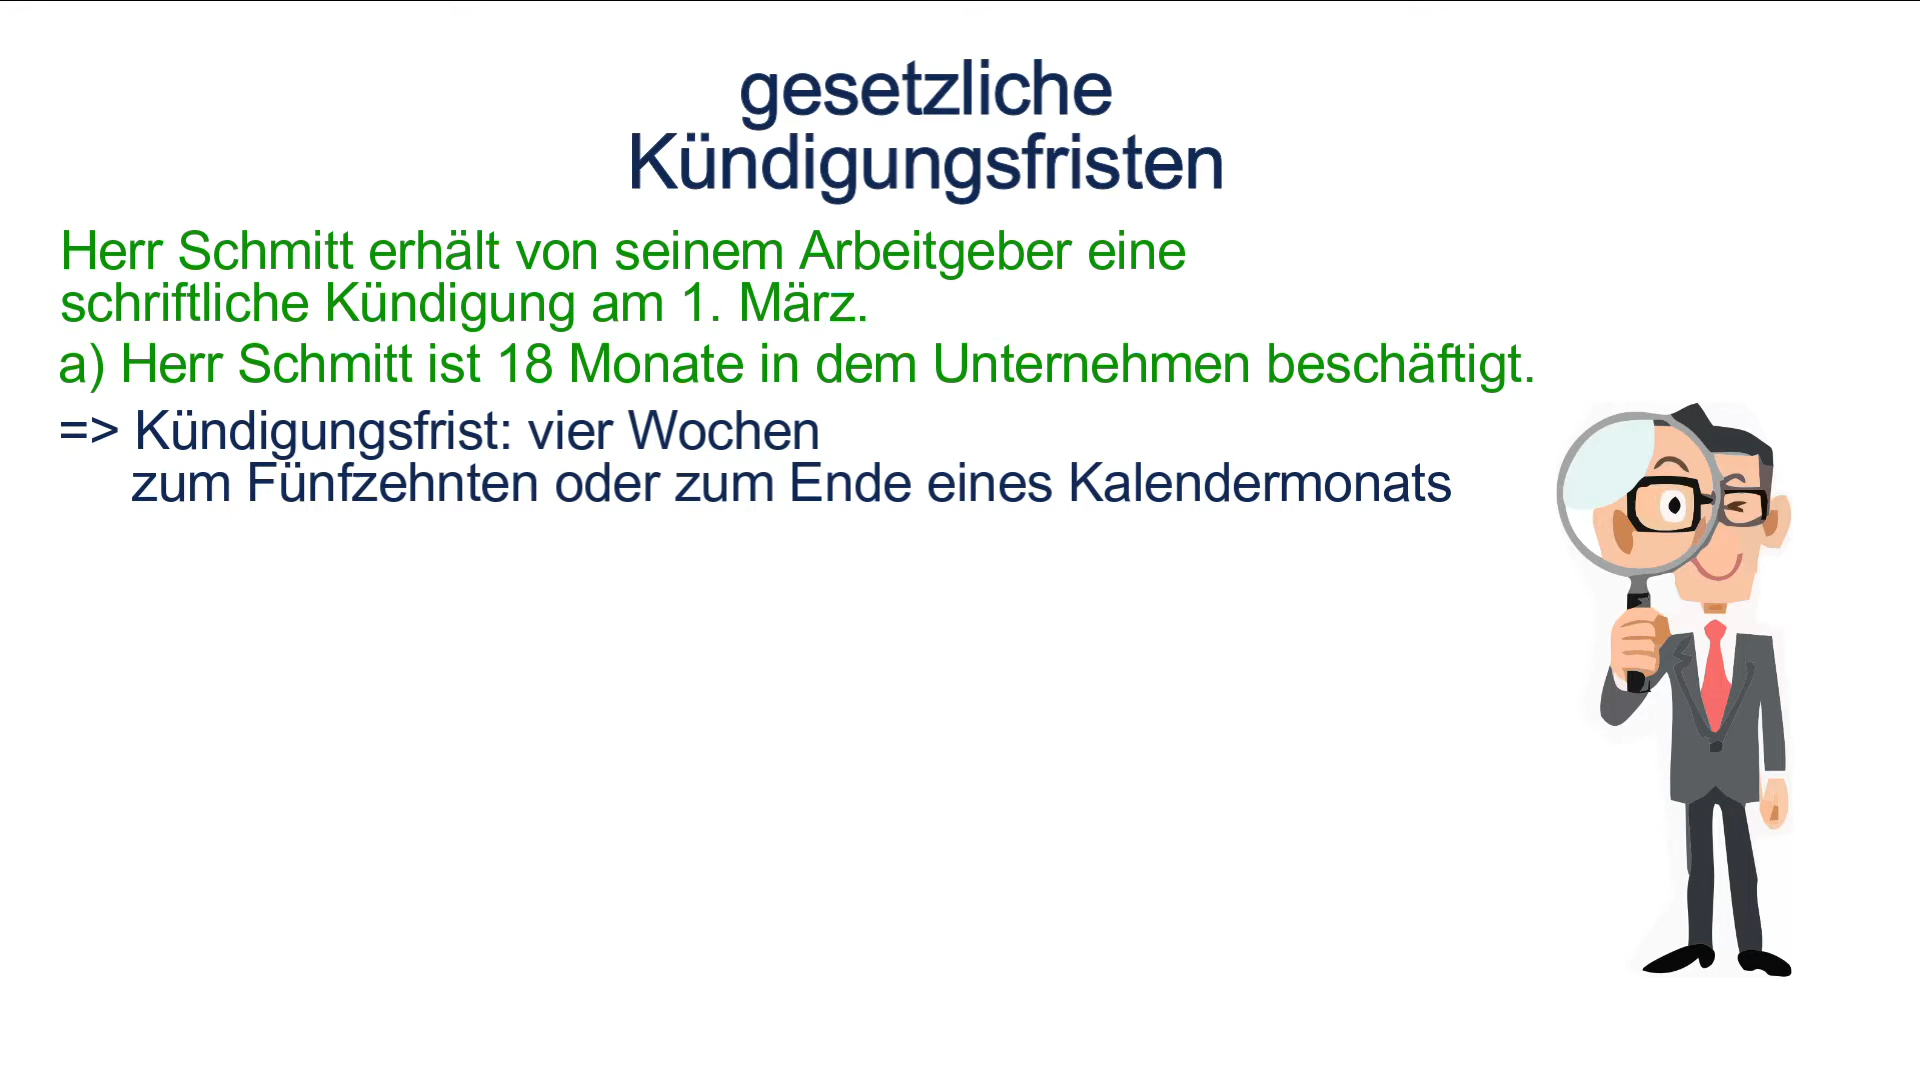 gesetzliche
Kündigungsfristen
Herr Schmitt erhält von seinem Arbeitgeber eine
schriftliche Kündigung am 1. März.
a) Herr Schmitt ist 18 Monate in dem Unternehmen beschäftigt.
=> Kündigungsfrist: vier Wochen
zum Fünfzehnten oder zum Ende eines Kalendermonats